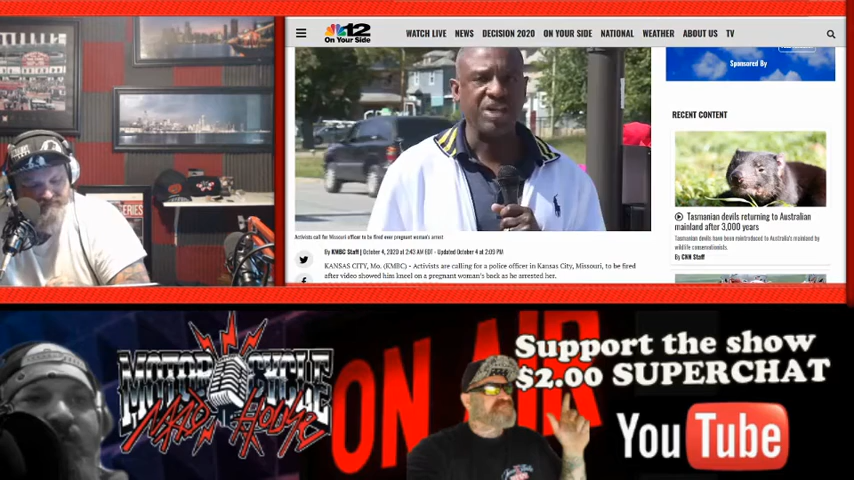 12
On Your Side
WATCH LIVE NEWS DECISION 2020 ON YOUR SIDE NATIONAL WEATHER ABOUT US TV
Sponsored By
RECENT CONTENT
Tasmanian devils returning to Australian
mainland after 3,000 years
Tasmanian devils have been reintroduced to Australia's mainland by
wildlife conservationists.
By CNN Staff
Activists call for Missouri officer to be fired over pregnant woman's arrest
By KMBC Staff | October 4, 2020 at 2:43 AM EDT - Updated October 4 at 2:09 PM
KANSAS CITY, Mo. (KMBC) - Activists are calling for a police officer in Kansas City, Missouri, to be fired
after video showed him kneel on a pregnant woman's back as he arrested her.
MOTORCYCLE
MAD HOUSE
ON AIR
Support the show
$2.00 SUPERCHAT
YouTube